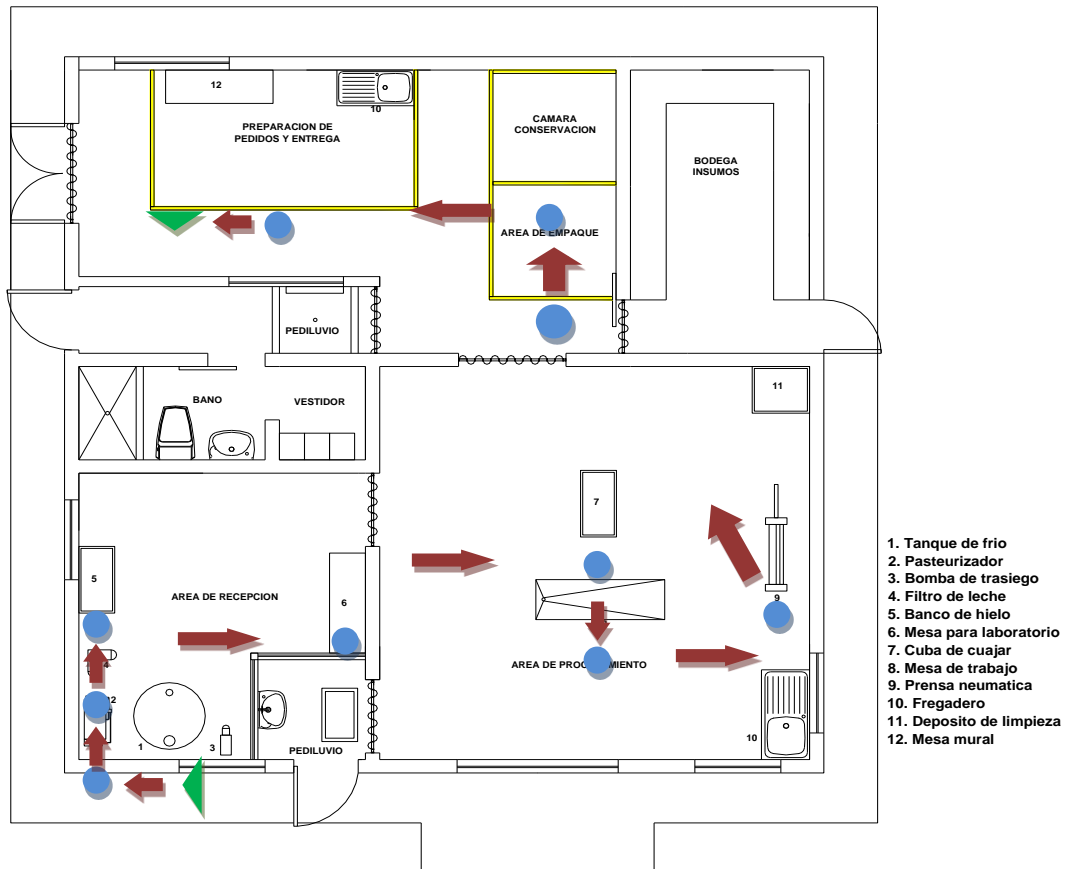 12
10
PREPARACION DE
PEDIDOS Y ENTREGA
CAMARA
CONSERVACION
BODEGA
INSUMOS
AREA DE EMPAQUE
PEDILUVIO
BANO
VESTIDOR
11
7
5
AREA DE RECEPCION
6
9
4
12
1
3
PEDILUVIO
10
1. Tanque de frio
2. Pasteurizador
3. Bomba de trasiego
4. Filtro de leche
5. Banco de hielo
6. Mesa para laboratorio
7. Cuba de cuajar
8. Mesa de trabajo
9. Prensa neumatica
10. Fregadero
11. Deposito de limpieza
12. Mesa mural